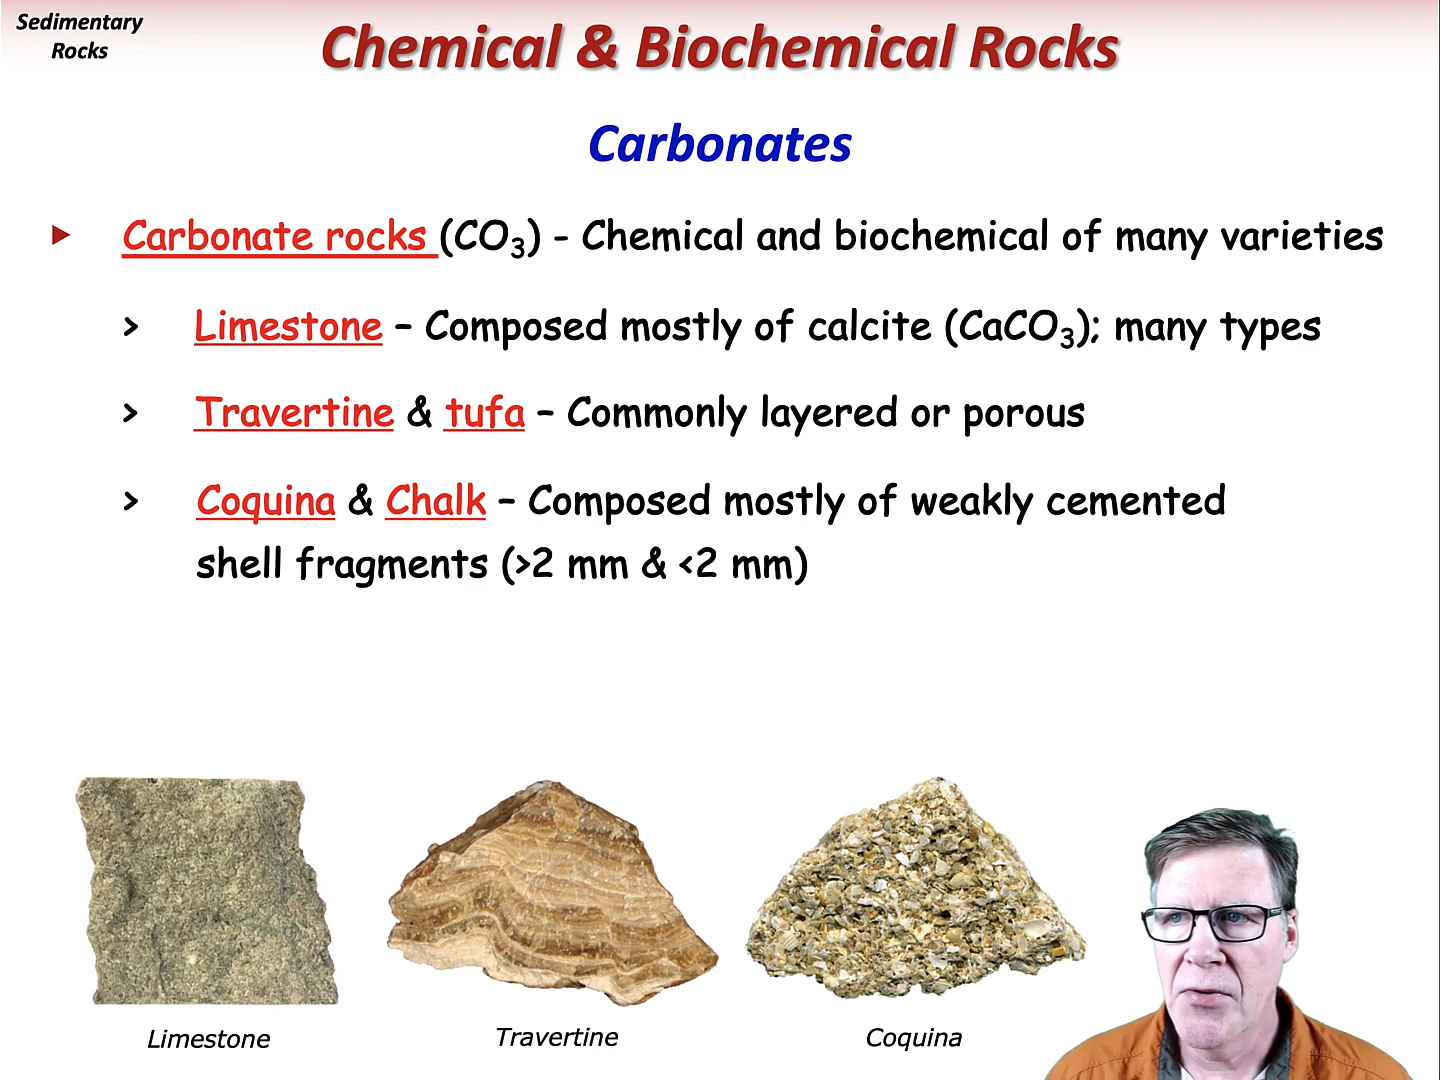 Sedimentary
Rocks
Chemical & Biochemical Rocks
Carbonates
Carbonate rocks (CO₃) - Chemical and biochemical of many varieties
> Limestone – Composed mostly of calcite (CaCO₃); many types
> Travertine & tufa – Commonly layered or porous
> Coquina & Chalk – Composed mostly of weakly cemented
shell fragments (>2 mm & <2 mm)
Limestone
Travertine
Coquina